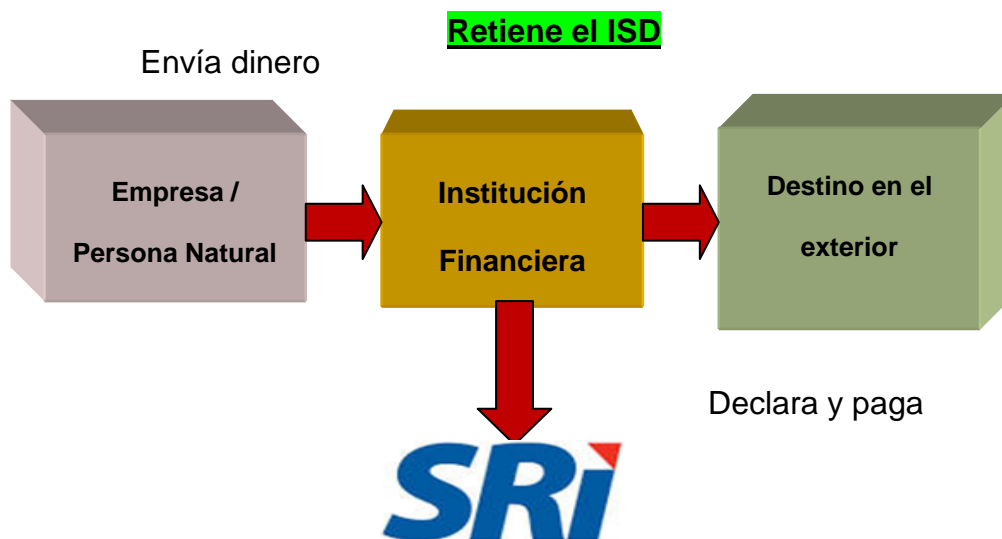 Retiene el ISD
Envía dinero
Empresa /
Persona Natural
Institución
Financiera
Destino en el
exterior
Declara y paga
SRi